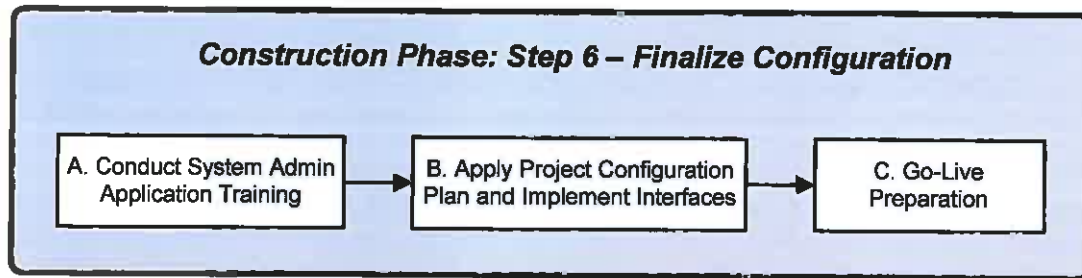 Construction Phase: Step 6 – Finalize Configuration
A. Conduct System Admin
Application Training
B. Apply Project Configuration
Plan and Implement Interfaces
C. Go-Live
Preparation